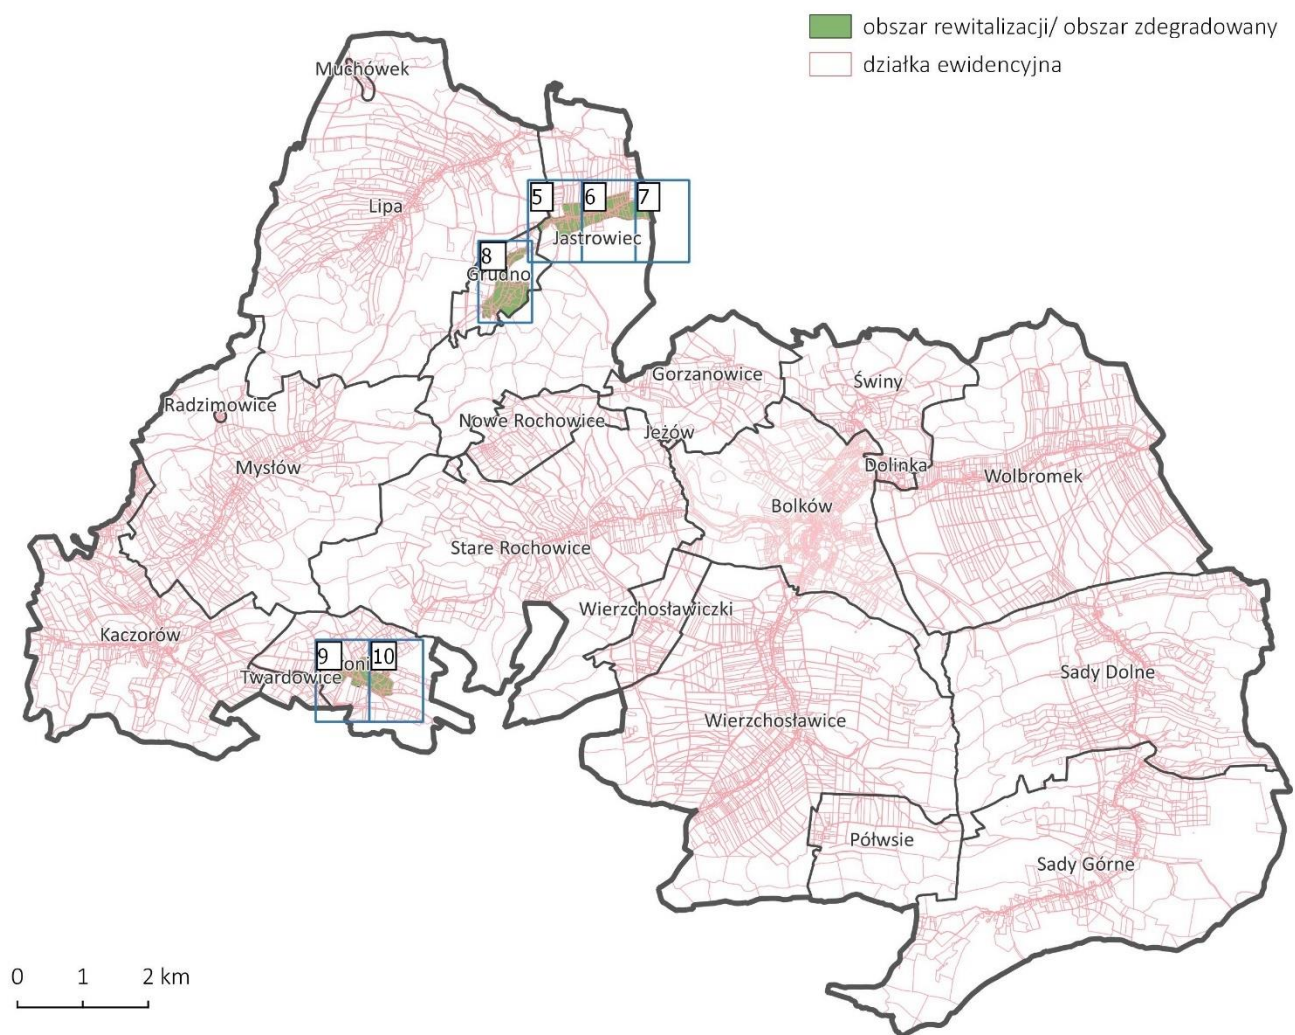 obszar rewitalizacji/ obszar zdegradowany
działka ewidencyjna
Muchówek
Lipa
5
6
7
Jastrowiec
8
Grudno
Gorzanowice
Świny
Radzimowice
Nowe Rochowice
Jeżów
Mysłów
Dolinka
Wolbromek
Bolków
Stare Rochowice
Wierzchosławiczki
Kaczorów
9
10
Twardowice
Sady Dolne
Wierzchosławice
Półwsie
Sady Górne
0 1 2 km